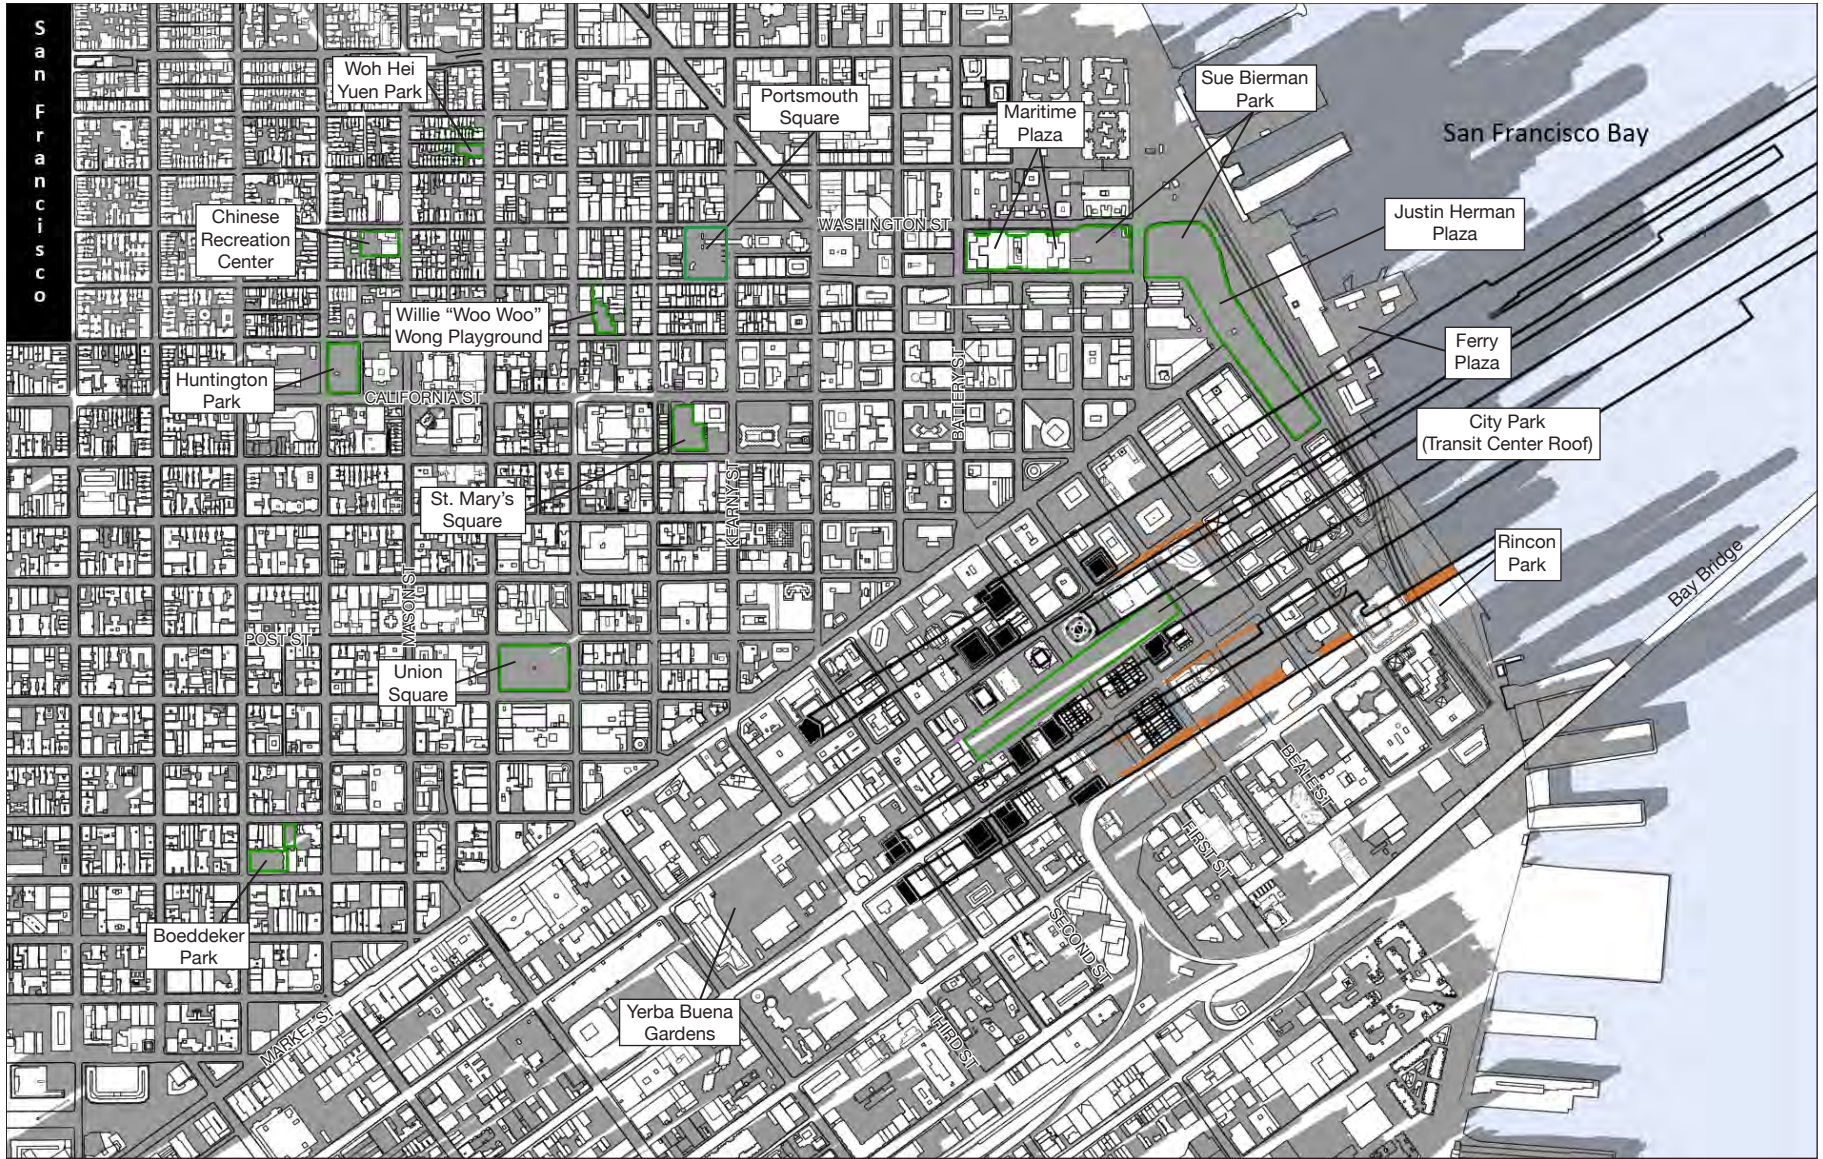 San Francisco
Woh Hei
Yuen Park
Portsmouth
Square
Maritime
Plaza
Sue Bierman
Park
San Francisco Bay
Chinese
Recreation
Center
WASHINGTON ST
Justin Herman
Plaza
Willie “Woo Woo”
Wong Playground
Ferry
Plaza
Huntington
Park
CALIFORNIA ST
BATTERY ST
City Park
(Transit Center Roof)
St. Mary’s
Square
KEARNY ST
Rincon
Park
Bay Bridge
MASON ST
POST ST
Union
Square
BEALE ST
FIRST ST
Boeddeker
Park
SECOND ST
Yerba Buena
Gardens
MARKET ST
THIRD ST